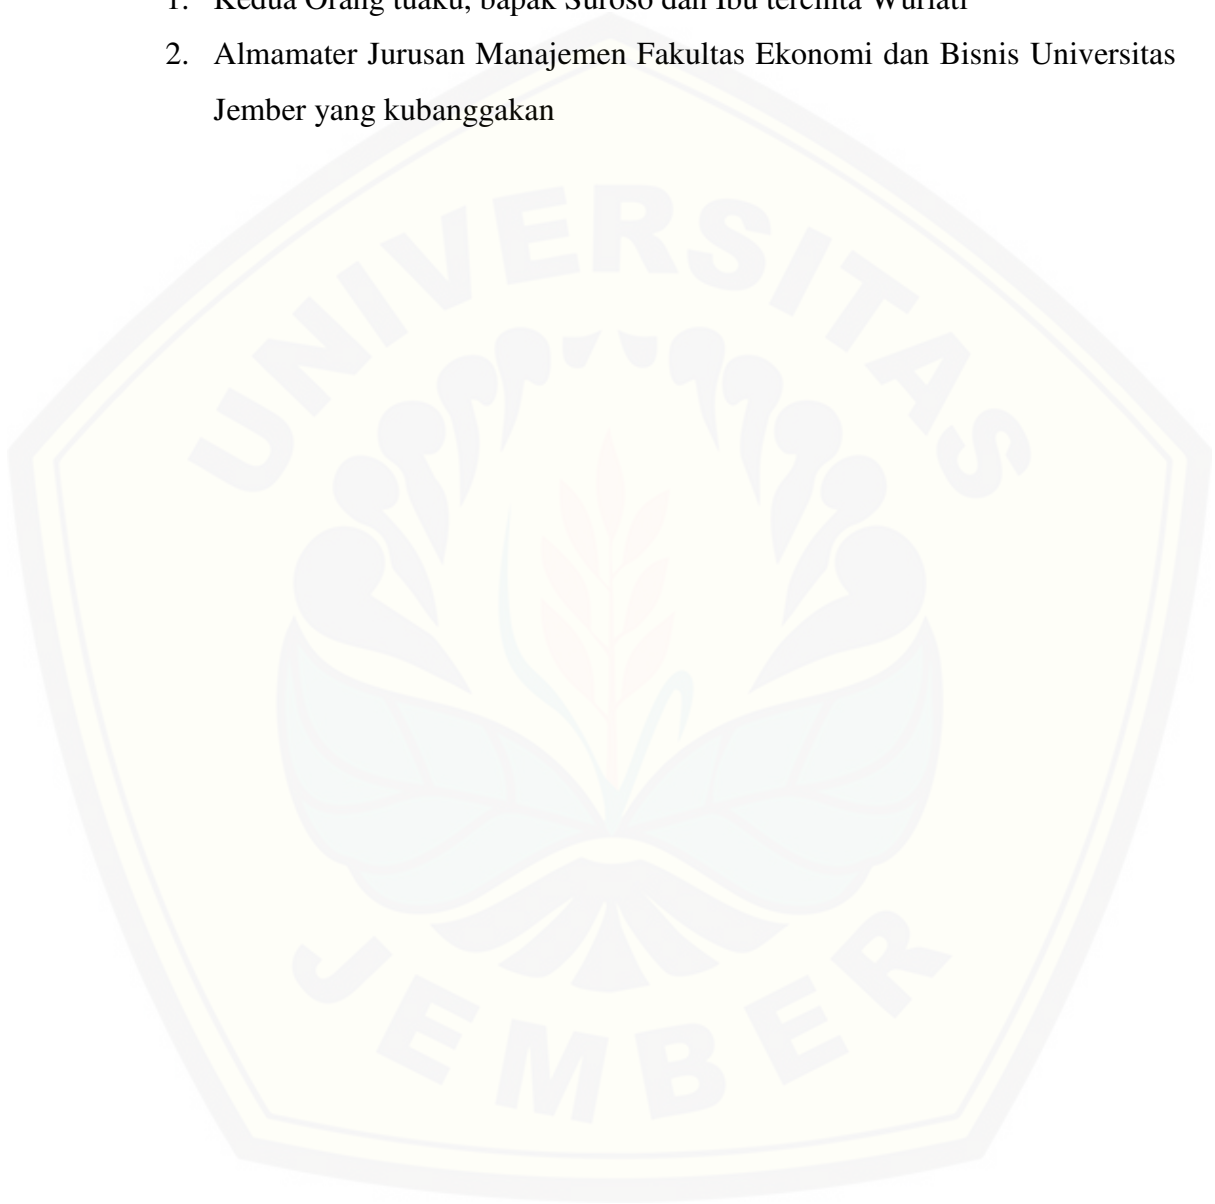 1. Kedua Orang tuaku, bapak Suroso dan Ibu tercinta Wuriati
2. Almamater Jurusan Manajemen Fakultas Ekonomi dan Bisnis Universitas
Jember yang kubanggakan
UNIVERSITAS
JEMBER